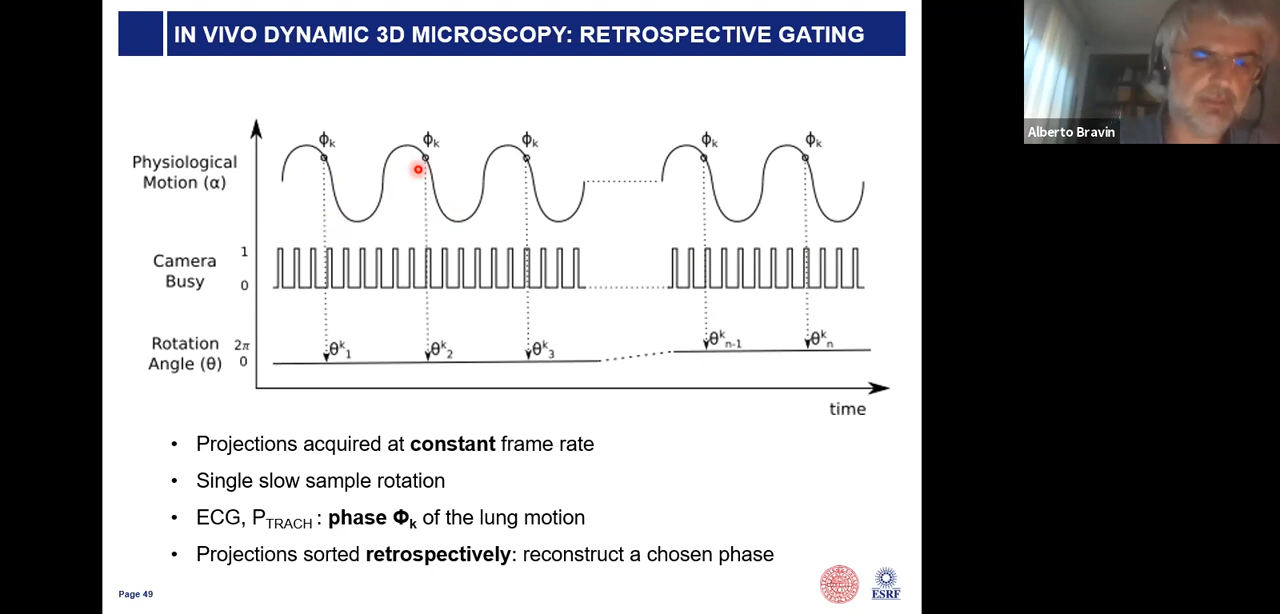 IN VIVO DYNAMIC 3D MICROSCOPY: RETROSPECTIVE GATING
Alberto Bravin
ϕk ϕk ϕk ϕk ϕk
Physiological
Motion (α)
Camera
Busy
1
0
Rotation
Angle (θ)
2π
0
θk1 θk2 θk3 θkn-1 θkn
time
• Projections acquired at constant frame rate
• Single slow sample rotation
• ECG, PTRACH : phase Φk of the lung motion
• Projections sorted retrospectively: reconstruct a chosen phase
Page 49
ESRF